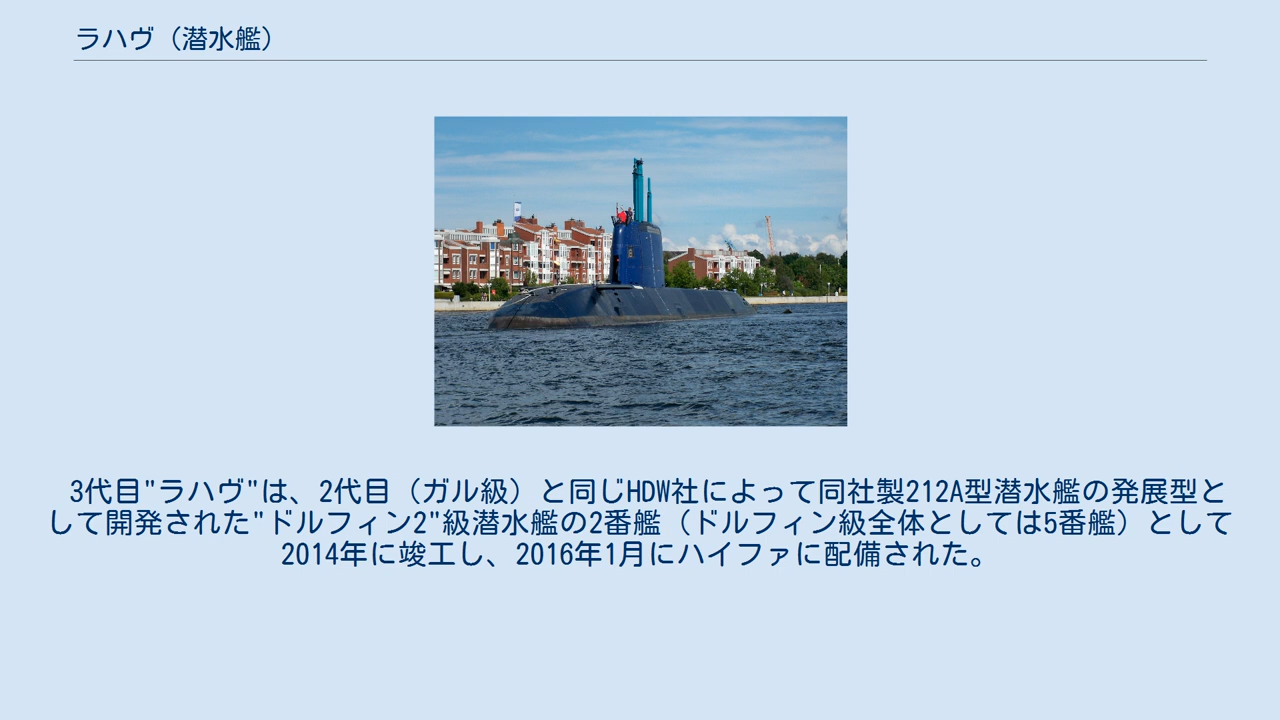 ラハヴ（潜水艦）
3代目"ラハヴ"は、2代目（ガル級）と同じHDW社によって同社製212A型潜水艦の発展型と
して開発された"ドルフィン2"級潜水艦の2番艦（ドルフィン級全体としては5番艦）として
2014年に竣工し、2016年1月にハイファに配備された。